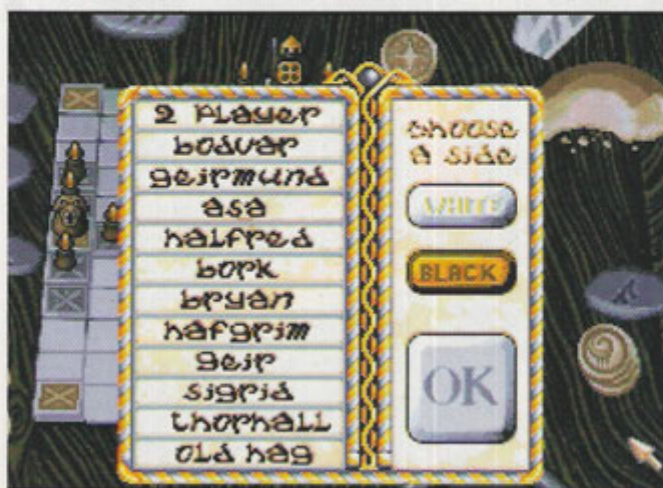 2 Player
bodvar
geirmund
asa
halfred
bork
bryan
hafgrim
geir
sigrid
thorhall
old hag
choose
a side
WHITE
BLACK
OK